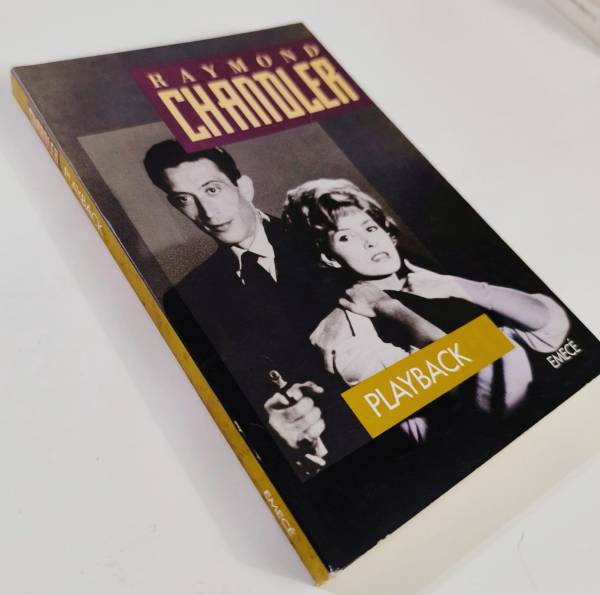 RAYMOND
CHANDLER
PLAYBACK
EMECÉ
PLAYBACK
EMECÉ